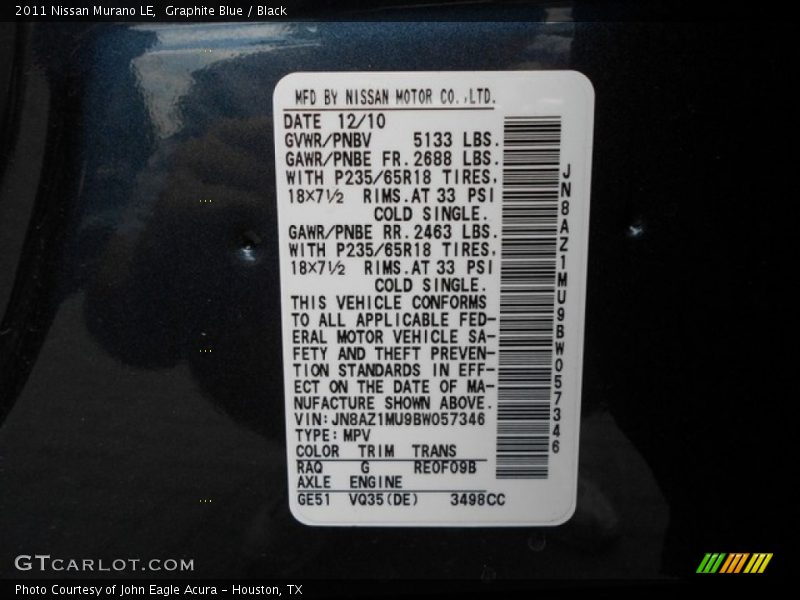 2011 Nissan Murano LE, Graphite Blue / Black
MFD BY NISSAN MOTOR CO.,LTD.
DATE 12/10
GVWR/PNBV 5133 LBS.
GAWR/PNBE FR. 2688 LBS.
WITH P235/65R18 TIRES,
18×7½ RIMS.AT 33 PSI
COLD SINGLE.
GAWR/PNBE RR. 2463 LBS.
WITH P235/65R18 TIRES,
18×7½ RIMS.AT 33 PSI
COLD SINGLE.
THIS VEHICLE CONFORMS
TO ALL APPLICABLE FED-
ERAL MOTOR VEHICLE SA-
FETY AND THEFT PREVEN-
TION STANDARDS IN EFF-
ECT ON THE DATE OF MA-
NUFACTURE SHOWN ABOVE.
VIN:JN8AZ1MU9BW057346
TYPE:MPV
COLOR TRIM TRANS
RAQ G RE0F09B
AXLE ENGINE
GE51 VQ35(DE) 3498CC
JN8AZ1MU9BW057346
GTCARLOT.COM
Photo Courtesy of John Eagle Acura - Houston, TX